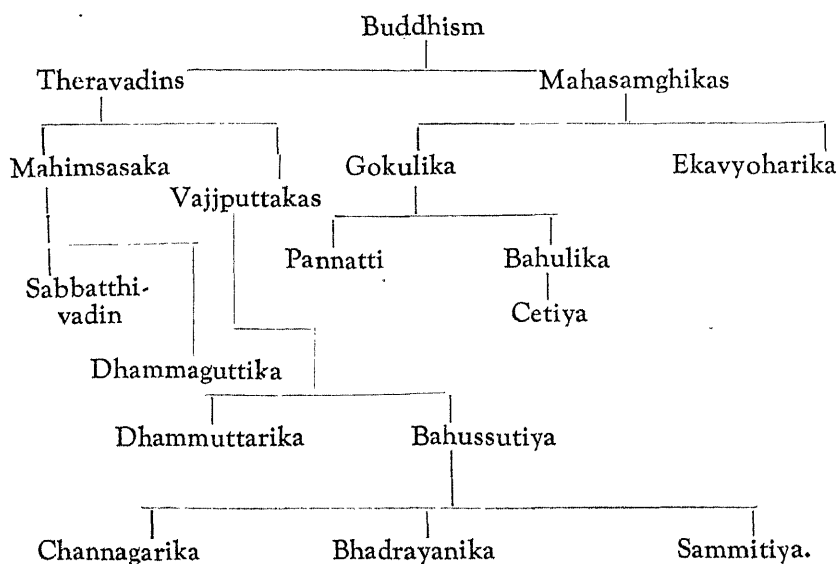 Buddhism
Theravadins Mahasamghikas
Mahimsasaka Gokulika Ekavyoharika
Vajjputtakas
Pannatti Bahulika
Sabbatthi-
vadin
Cetiya
Dhammaguttika
Dhammuttarika Bahussutiya
Channagarika Bhadrayanika Sammitiya.